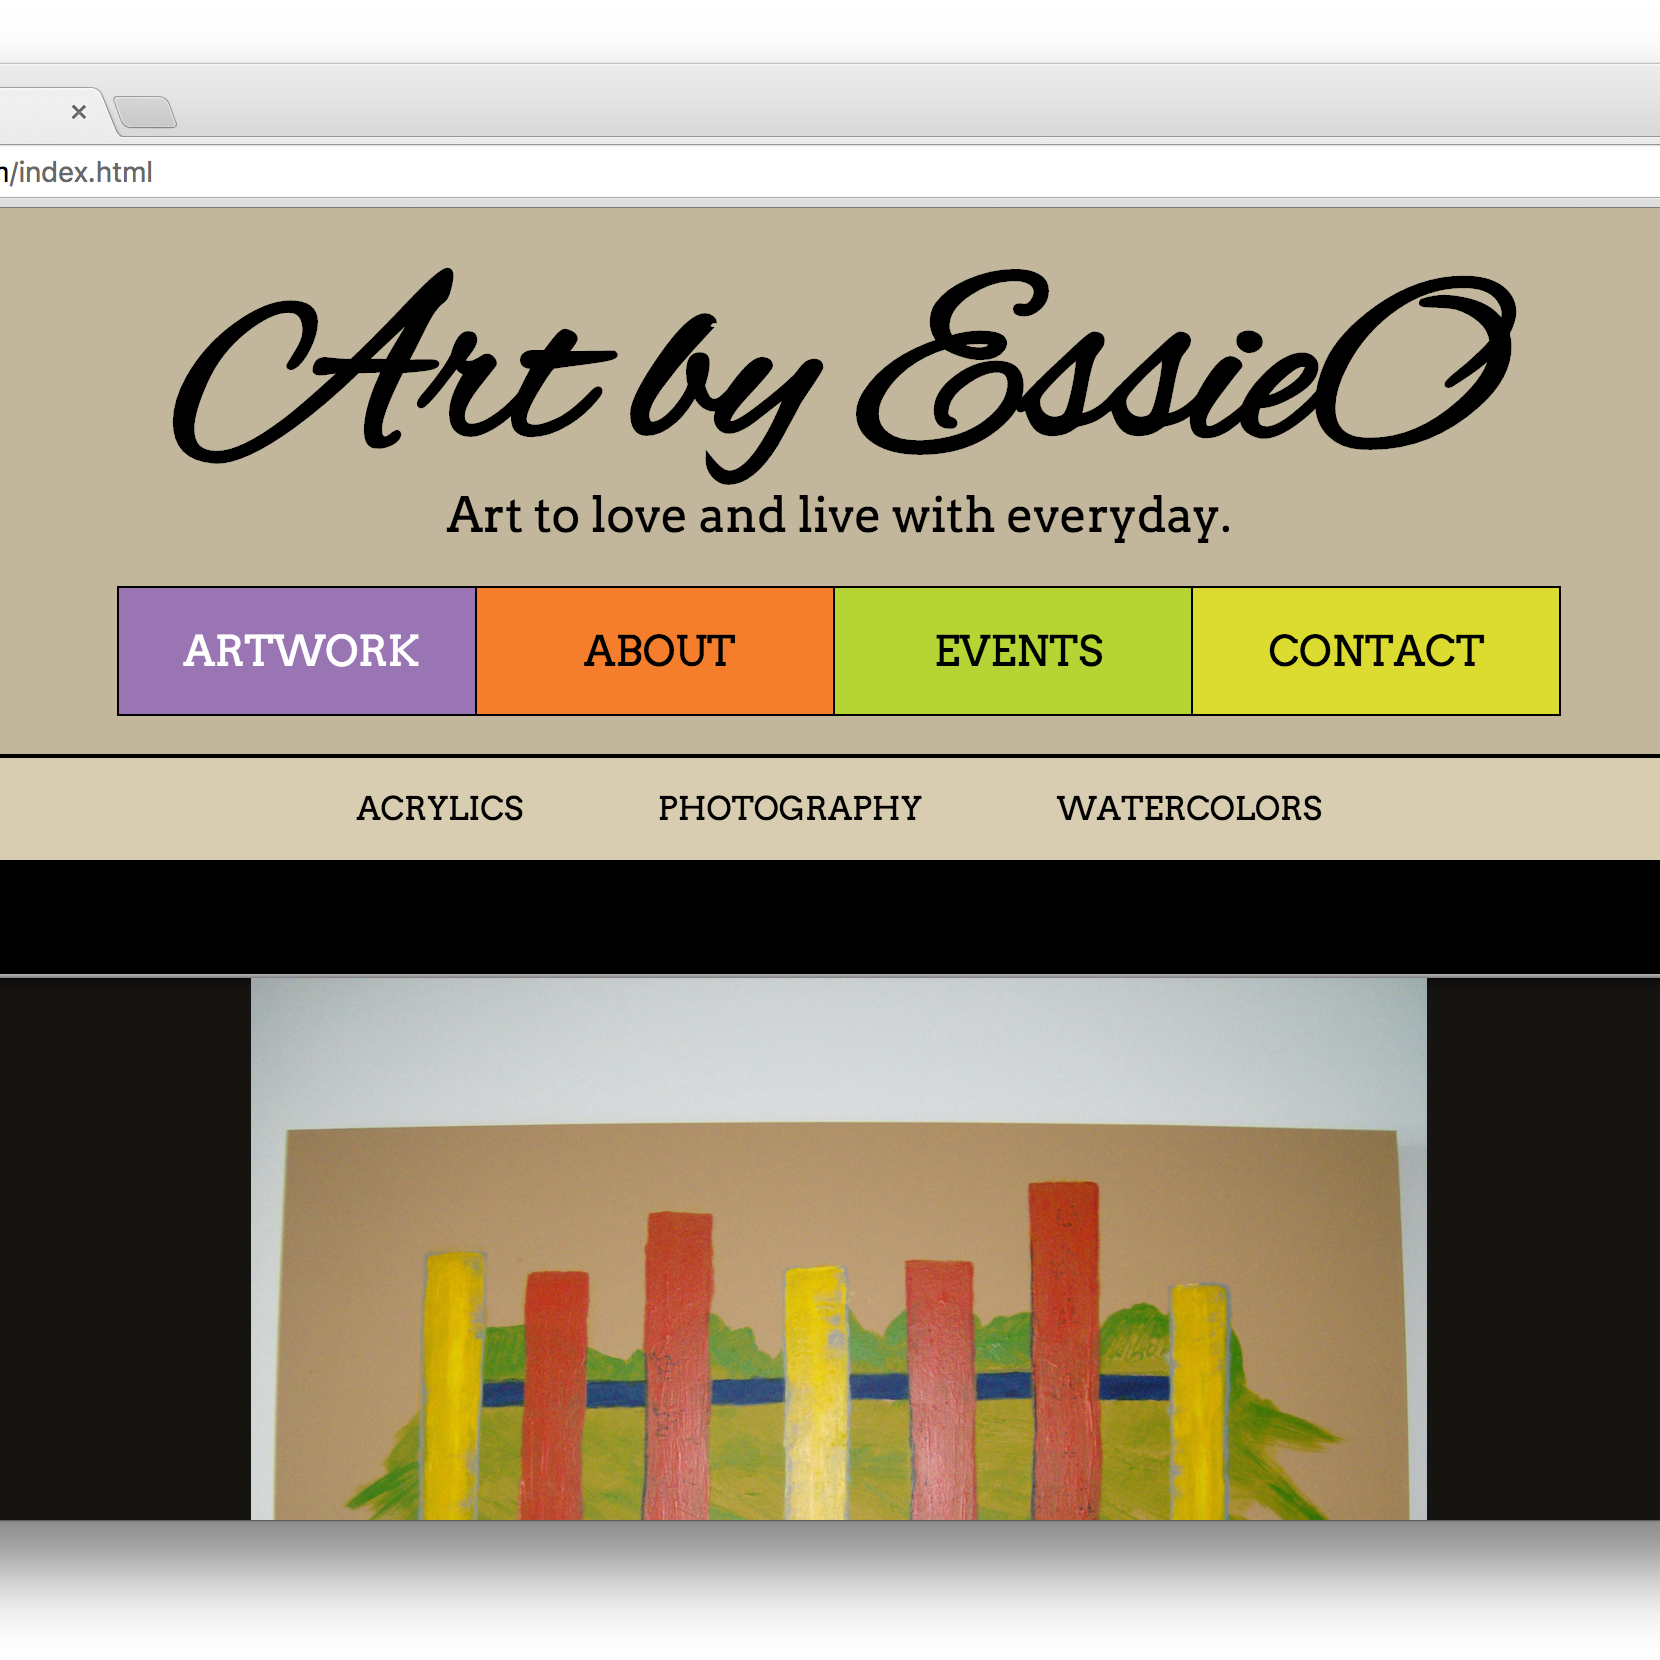 /index.html
Art by EssieO
Art to love and live with everyday.
ARTWORK ABOUT EVENTS CONTACT
ACRYLICS PHOTOGRAPHY WATERCOLORS